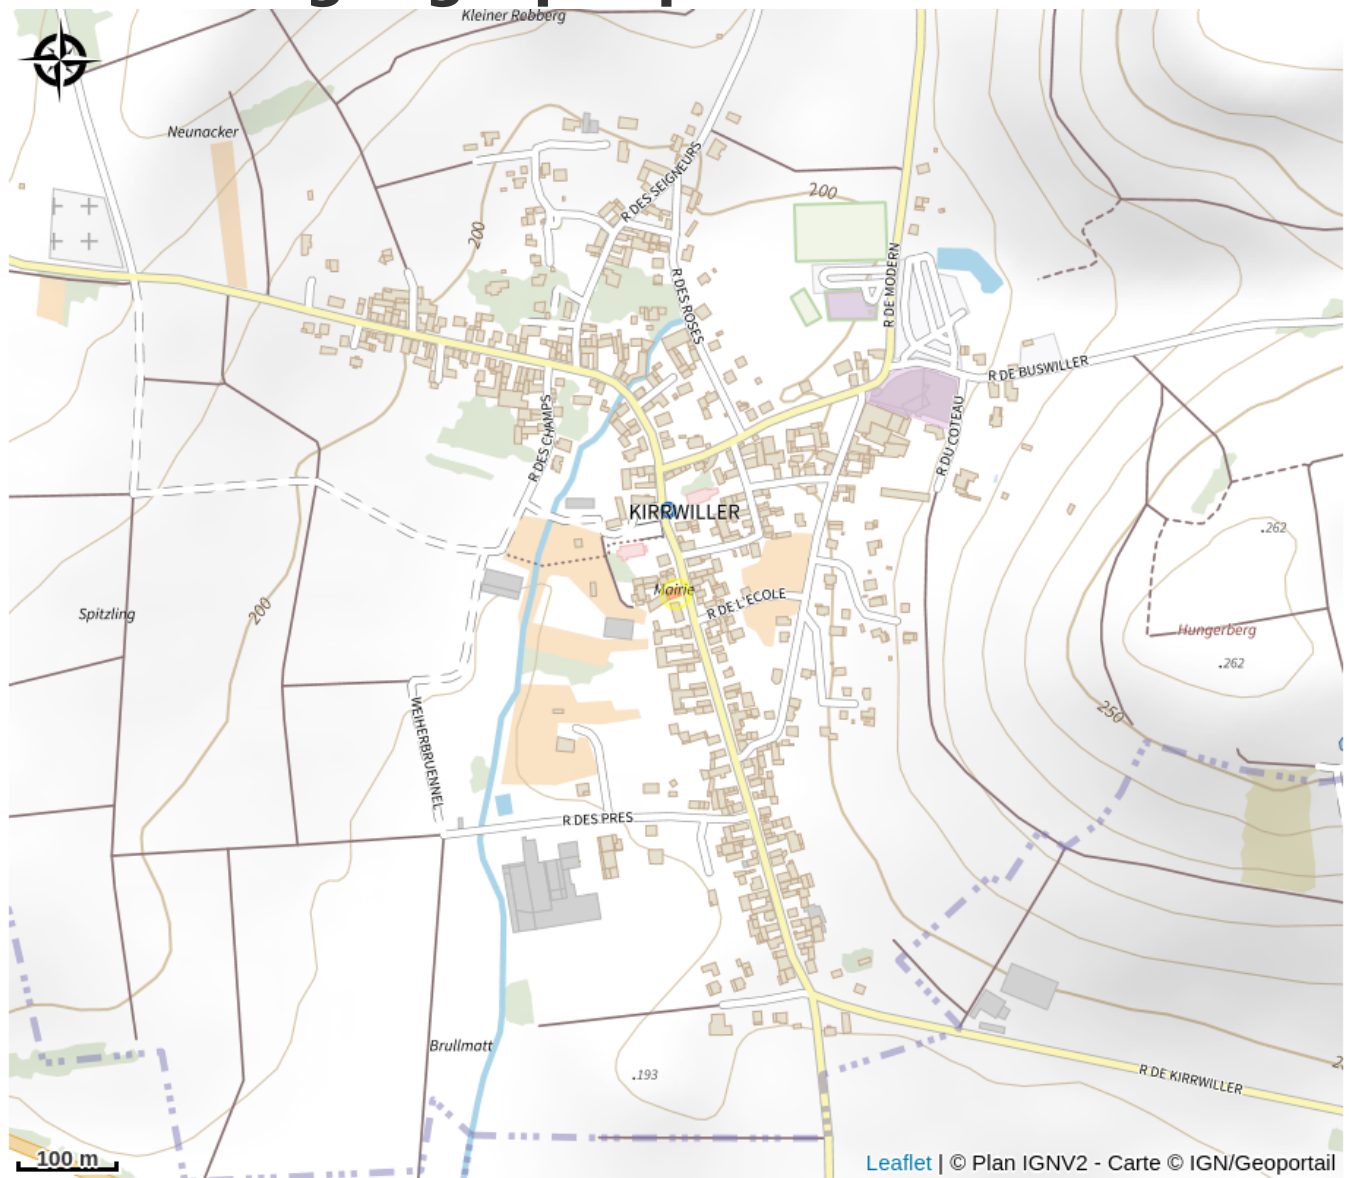 Kleiner Rebberg
Neunacker
R DES SEIGNEURS
200
200
R DE MODERN
R DES ROSES
R DE BUSWILLER
R DES CHAMPS
R DU COTEAU
KIRRWILLER
.262
Mairie
R DE L'ECOLE
Spitzling
200
Hungerberg
.262
WEIHERBRUENNEL
250
R DES PRES
Brullmatt
.193
R DE KIRRWILLER
100 m
Leaflet | © Plan IGNV2 - Carte © IGN/Geoportail